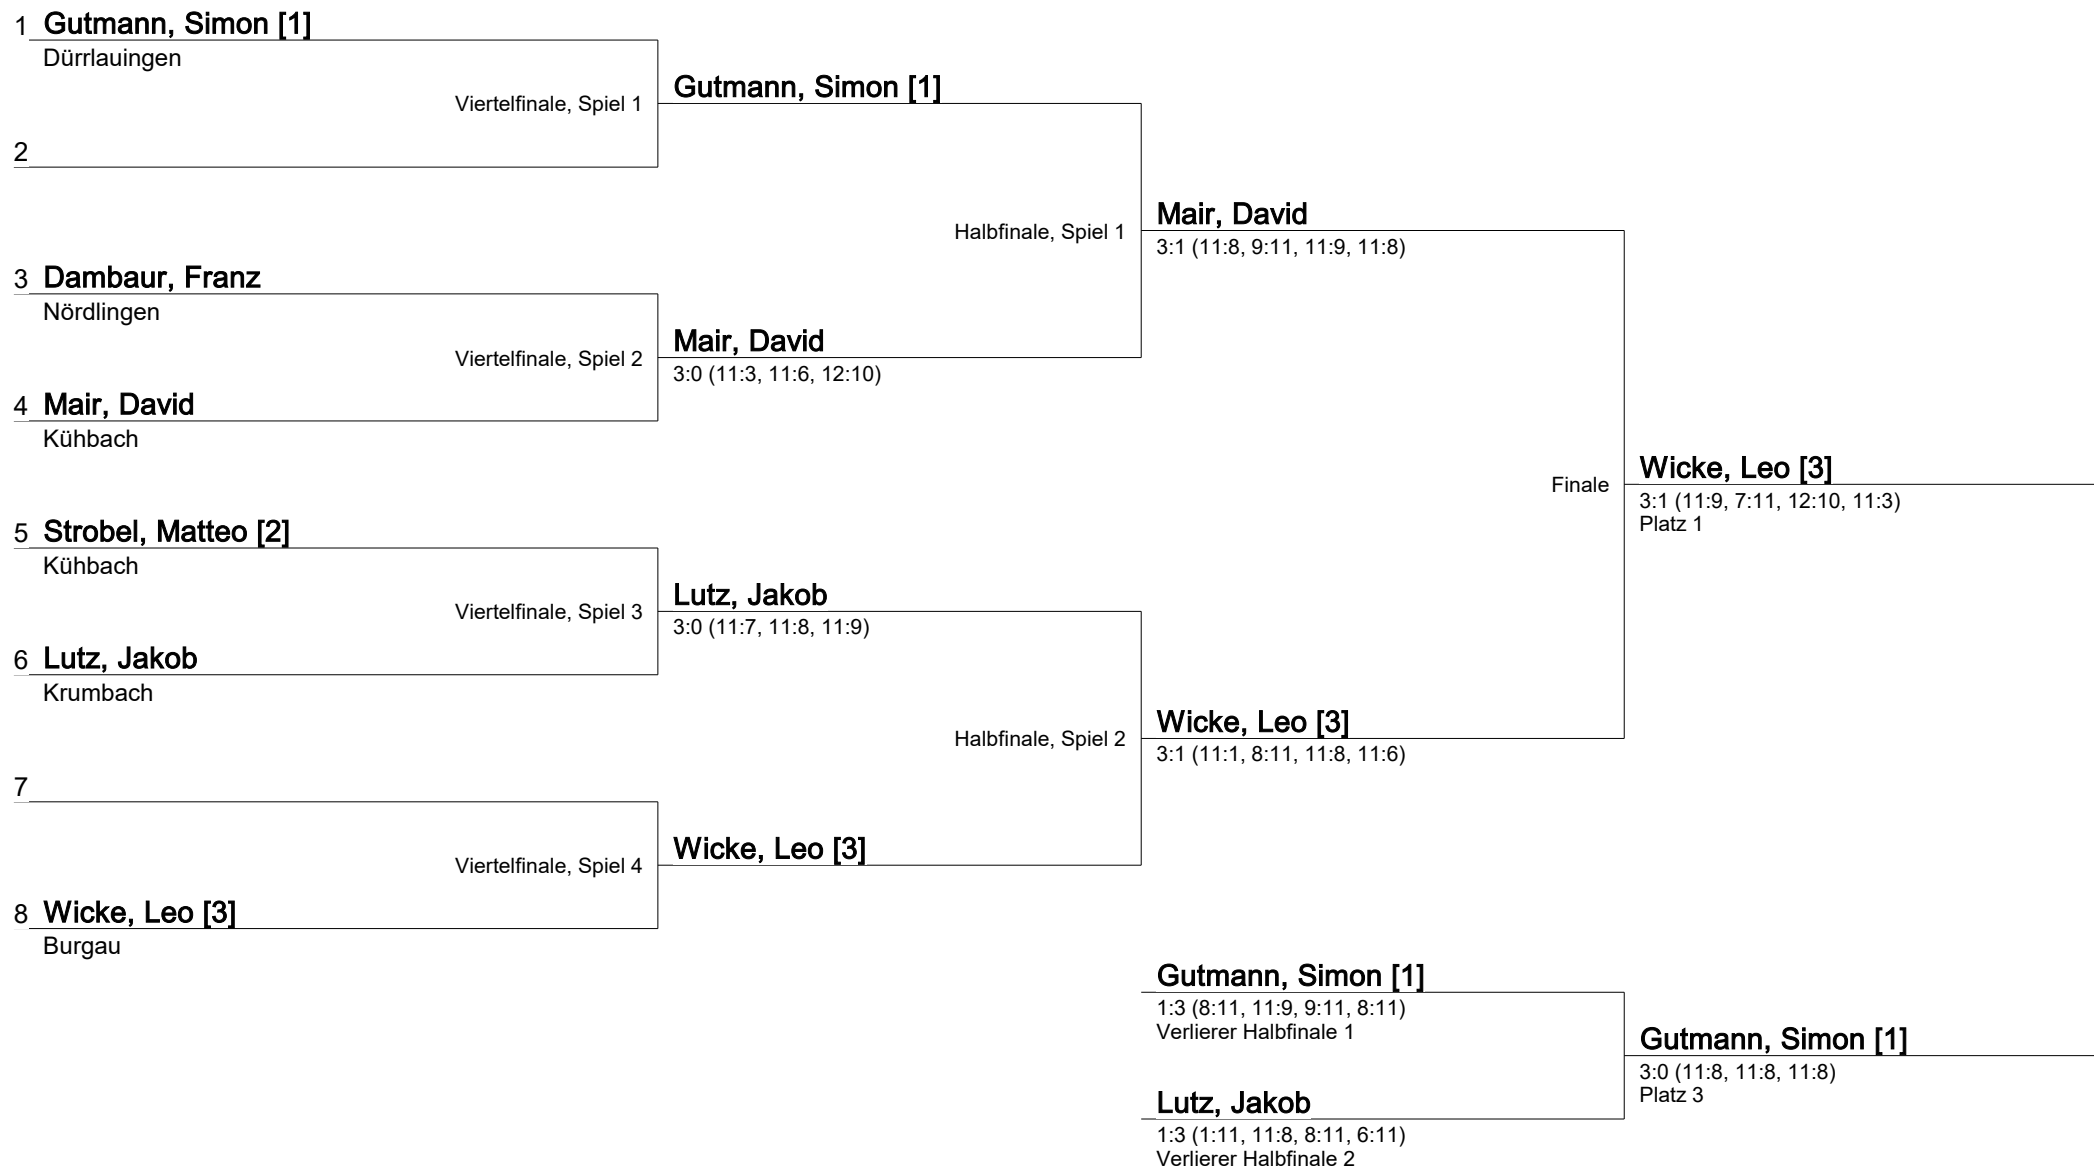 1 Gutmann, Simon [1]
Dürrlauingen
Viertelfinale, Spiel 1
Gutmann, Simon [1]
2
Halbfinale, Spiel 1
Mair, David
3:1 (11:8, 9:11, 11:9, 11:8)
3 Dambaur, Franz
Nördlingen
Viertelfinale, Spiel 2
Mair, David
3:0 (11:3, 11:6, 12:10)
4 Mair, David
Kühbach
Finale
Wicke, Leo [3]
3:1 (11:9, 7:11, 12:10, 11:3)
Platz 1
5 Strobel, Matteo [2]
Kühbach
Viertelfinale, Spiel 3
Lutz, Jakob
3:0 (11:7, 11:8, 11:9)
6 Lutz, Jakob
Krumbach
Halbfinale, Spiel 2
Wicke, Leo [3]
3:1 (11:1, 8:11, 11:8, 11:6)
7
Viertelfinale, Spiel 4
Wicke, Leo [3]
8 Wicke, Leo [3]
Burgau
Gutmann, Simon [1]
1:3 (8:11, 11:9, 9:11, 8:11)
Verlierer Halbfinale 1
Gutmann, Simon [1]
3:0 (11:8, 11:8, 11:8)
Platz 3
Lutz, Jakob
1:3 (1:11, 11:8, 8:11, 6:11)
Verlierer Halbfinale 2